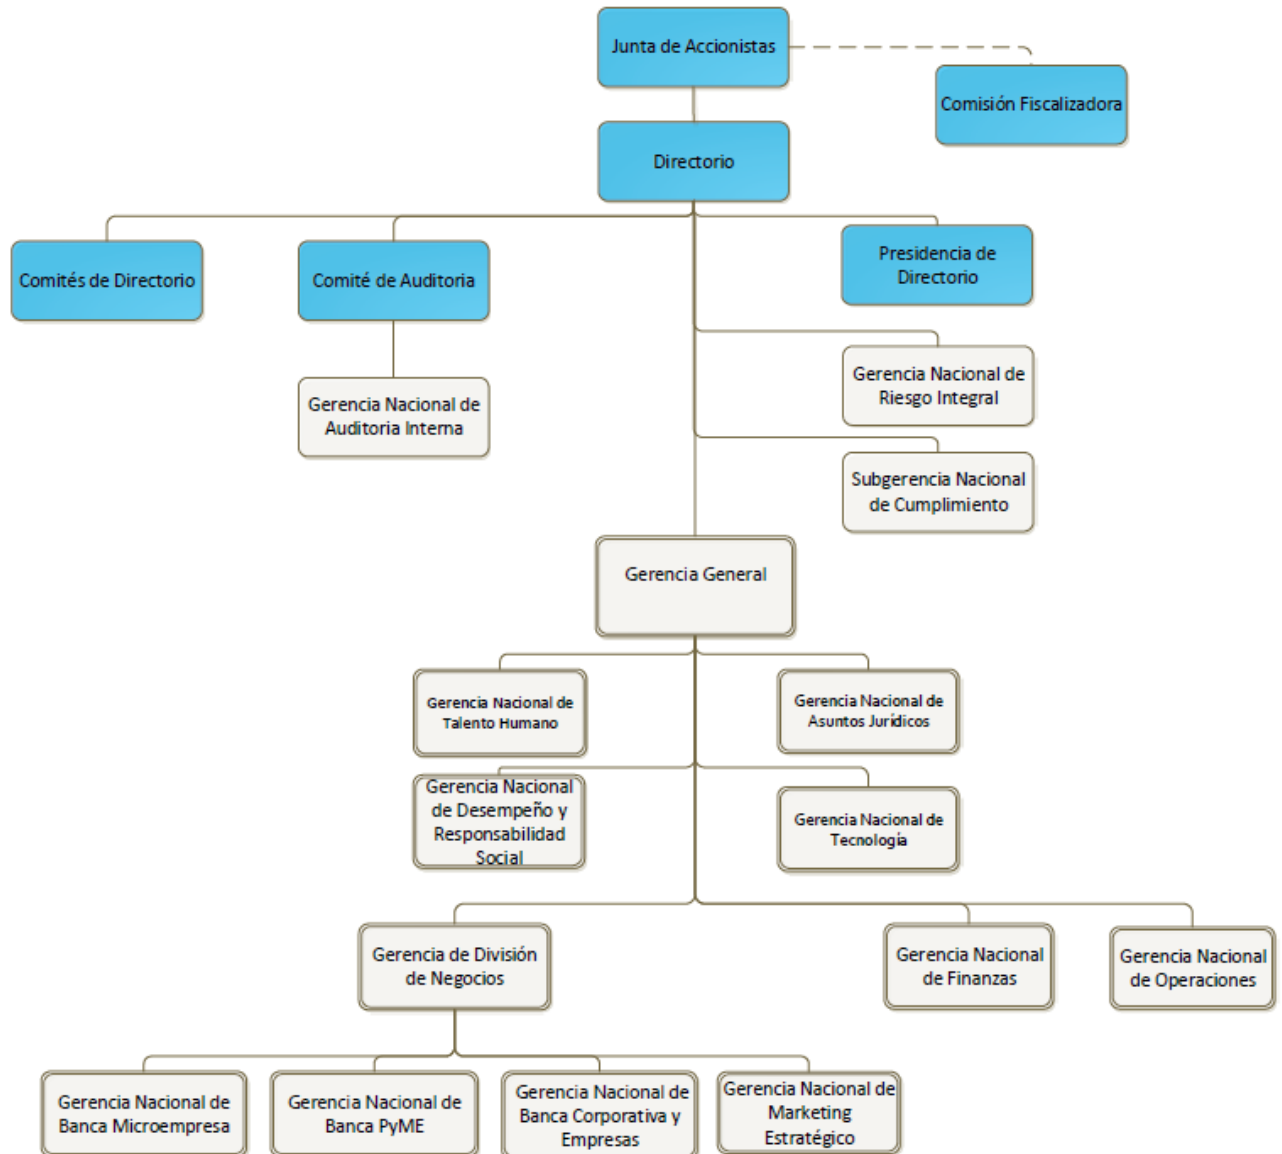 Junta de Accionistas
Comisión Fiscalizadora
Directorio
Comités de Directorio
Comité de Auditoria
Presidencia de
Directorio
Gerencia Nacional de
Auditoria Interna
Gerencia Nacional de
Riesgo Integral
Subgerencia Nacional
de Cumplimiento
Gerencia General
Gerencia Nacional de
Talento Humano
Gerencia Nacional de
Asuntos Jurídicos
Gerencia Nacional
de Desempeño y
Responsabilidad
Social
Gerencia Nacional de
Tecnología
Gerencia de División
de Negocios
Gerencia Nacional
de Finanzas
Gerencia Nacional
de Operaciones
Gerencia Nacional de
Banca Microempresa
Gerencia Nacional de
Banca PyME
Gerencia Nacional de
Banca Corporativa y
Empresas
Gerencia Nacional de
Marketing
Estratégico